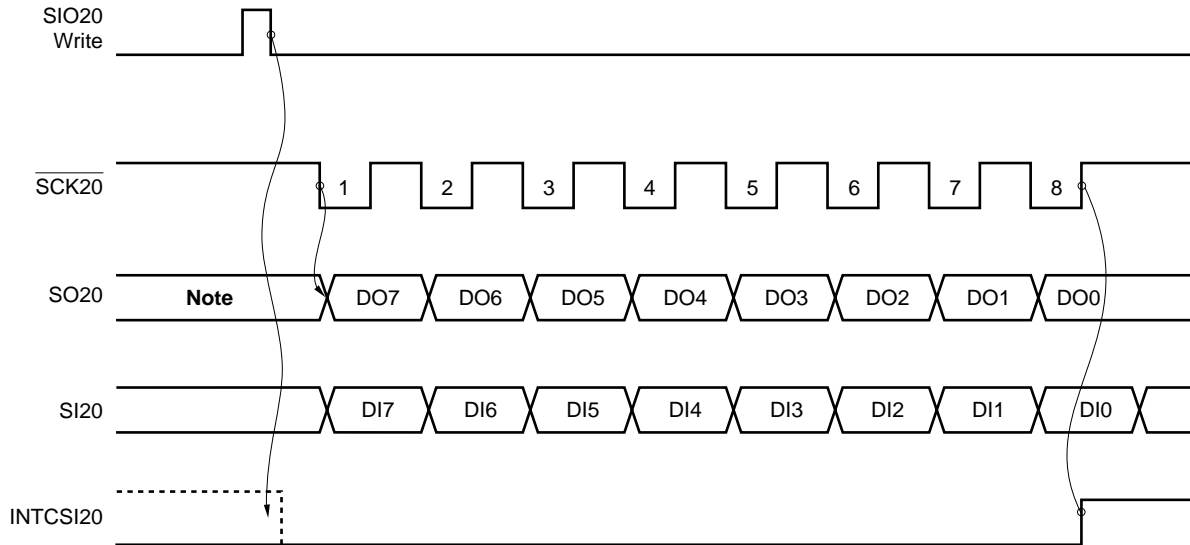 SIO20
Write
SCK20
1 2 3 4 5 6 7 8
SO20
Note DO7 DO6 DO5 DO4 DO3 DO2 DO1 DO0
SI20
DI7 DI6 DI5 DI4 DI3 DI2 DI1 DI0
INTCSI20